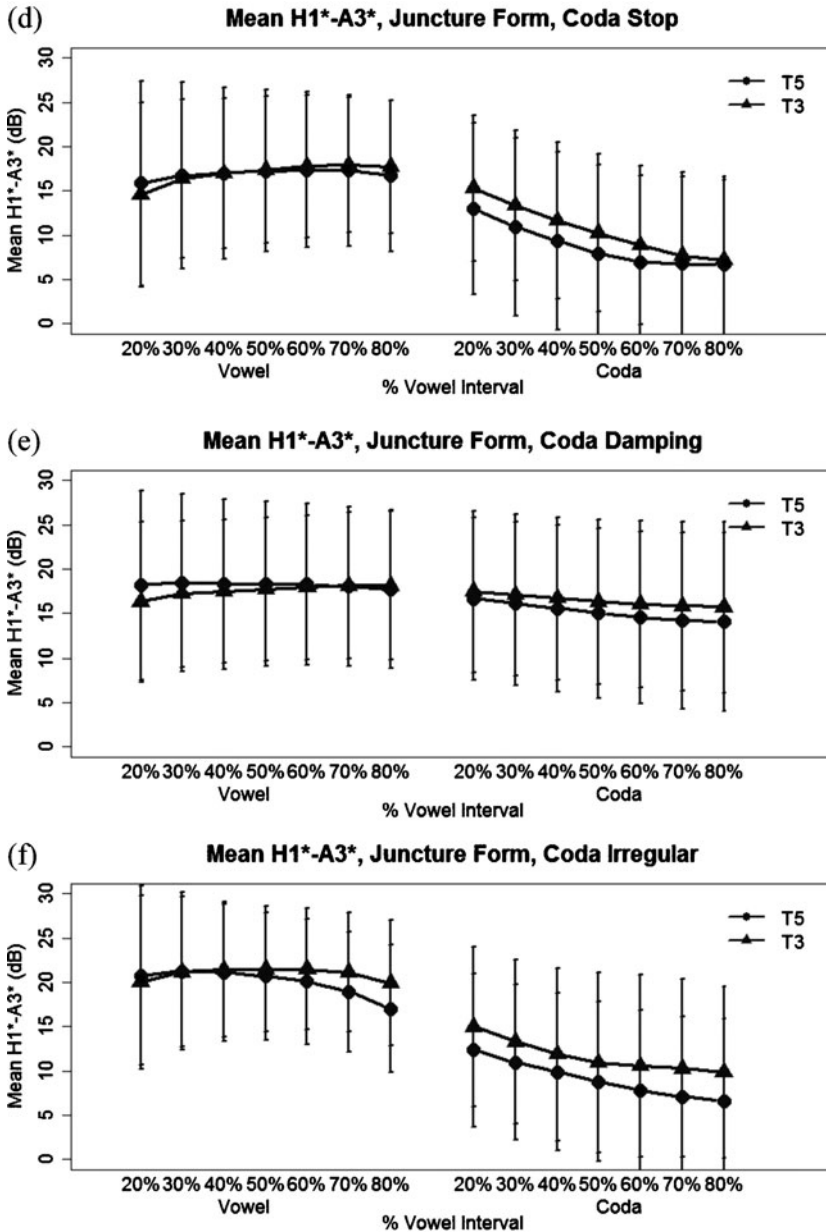 (d) Mean H1*-A3*, Juncture Form, Coda Stop
Mean H1*-A3* (dB)
30
25
20
15
10
5
0
T5
T3
20% 30% 40% 50% 60% 70% 80% 20% 30% 40% 50% 60% 70% 80%
Vowel Coda
% Vowel Interval
(e) Mean H1*-A3*, Juncture Form, Coda Damping
Mean H1*-A3* (dB)
30
25
20
15
10
5
0
T5
T3
20% 30% 40% 50% 60% 70% 80% 20% 30% 40% 50% 60% 70% 80%
Vowel Coda
% Vowel Interval
(f) Mean H1*-A3*, Juncture Form, Coda Irregular
Mean H1*-A3* (dB)
30
25
20
15
10
5
0
T5
T3
20% 30% 40% 50% 60% 70% 80% 20% 30% 40% 50% 60% 70% 80%
Vowel Coda
% Vowel Interval